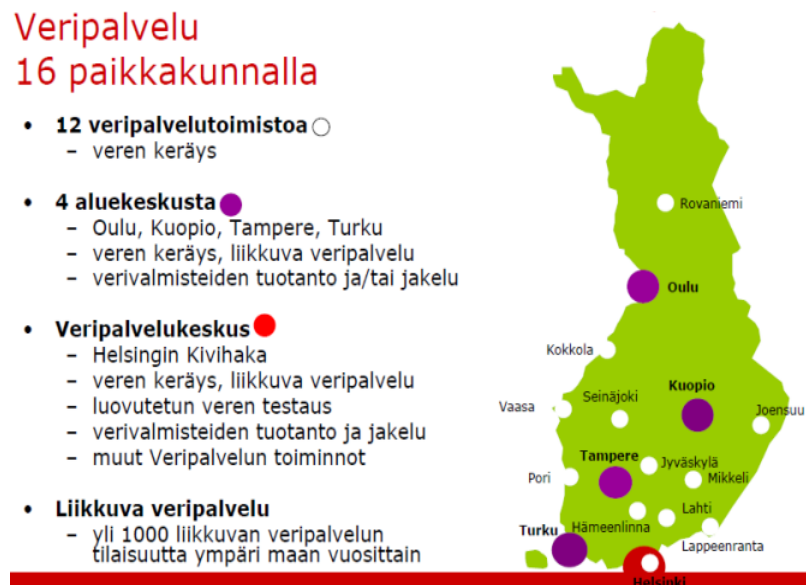 Veripalvelu
16 paikkakunnalla
• 12 veripalvelutoimistoa
– veren keräys
• 4 aluekeskusta
– Oulu, Kuopio, Tampere, Turku
– veren keräys, liikkuva veripalvelu
– verivalmisteiden tuotanto ja/tai jakelu
• Veripalvelukeskus
– Helsingin Kivihaka
– veren keräys, liikkuva veripalvelu
– luovutetun veren testaus
– verivalmisteiden tuotanto ja jakelu
– muut Veripalvelun toiminnot
• Liikkuva veripalvelu
– yli 1000 liikkuvan veripalvelun
tilaisuutta ympäri maan vuosittain
Rovaniemi
Oulu
Kokkola
Kuopio
Seinäjoki
Vaasa
Joensuu
Tampere
Jyväskylä
Pori
Mikkeli
Lahti
Turku
Hämeenlinna
Lappeenranta
Helsinki